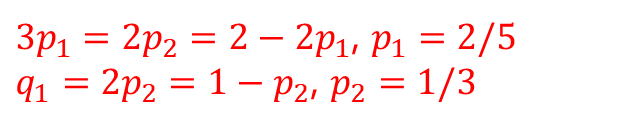 3p₁ = 2p₂ = 2 − 2p₁, p₁ = 2/5
q₁ = 2p₂ = 1 − p₂, p₂ = 1/3